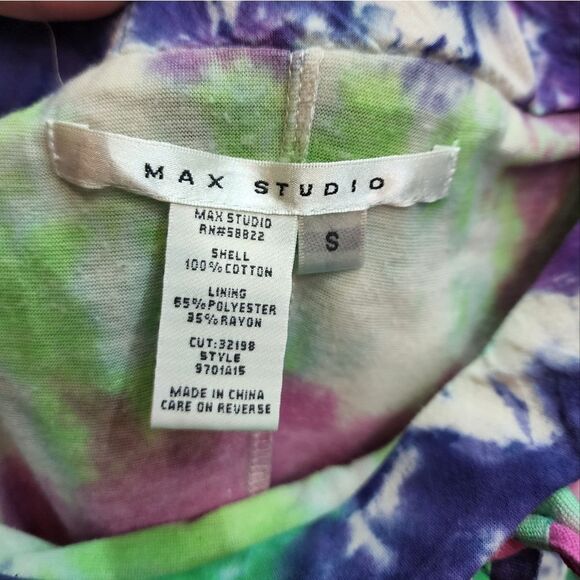 MAX STUDIO
MAX STUDIO
RN#58822
S
SHELL
100%COTTON
LINING
65%POLYESTER
35%RAYON
CUT:32198
STYLE
9701A15
MADE IN CHINA
CARE ON REVERSE